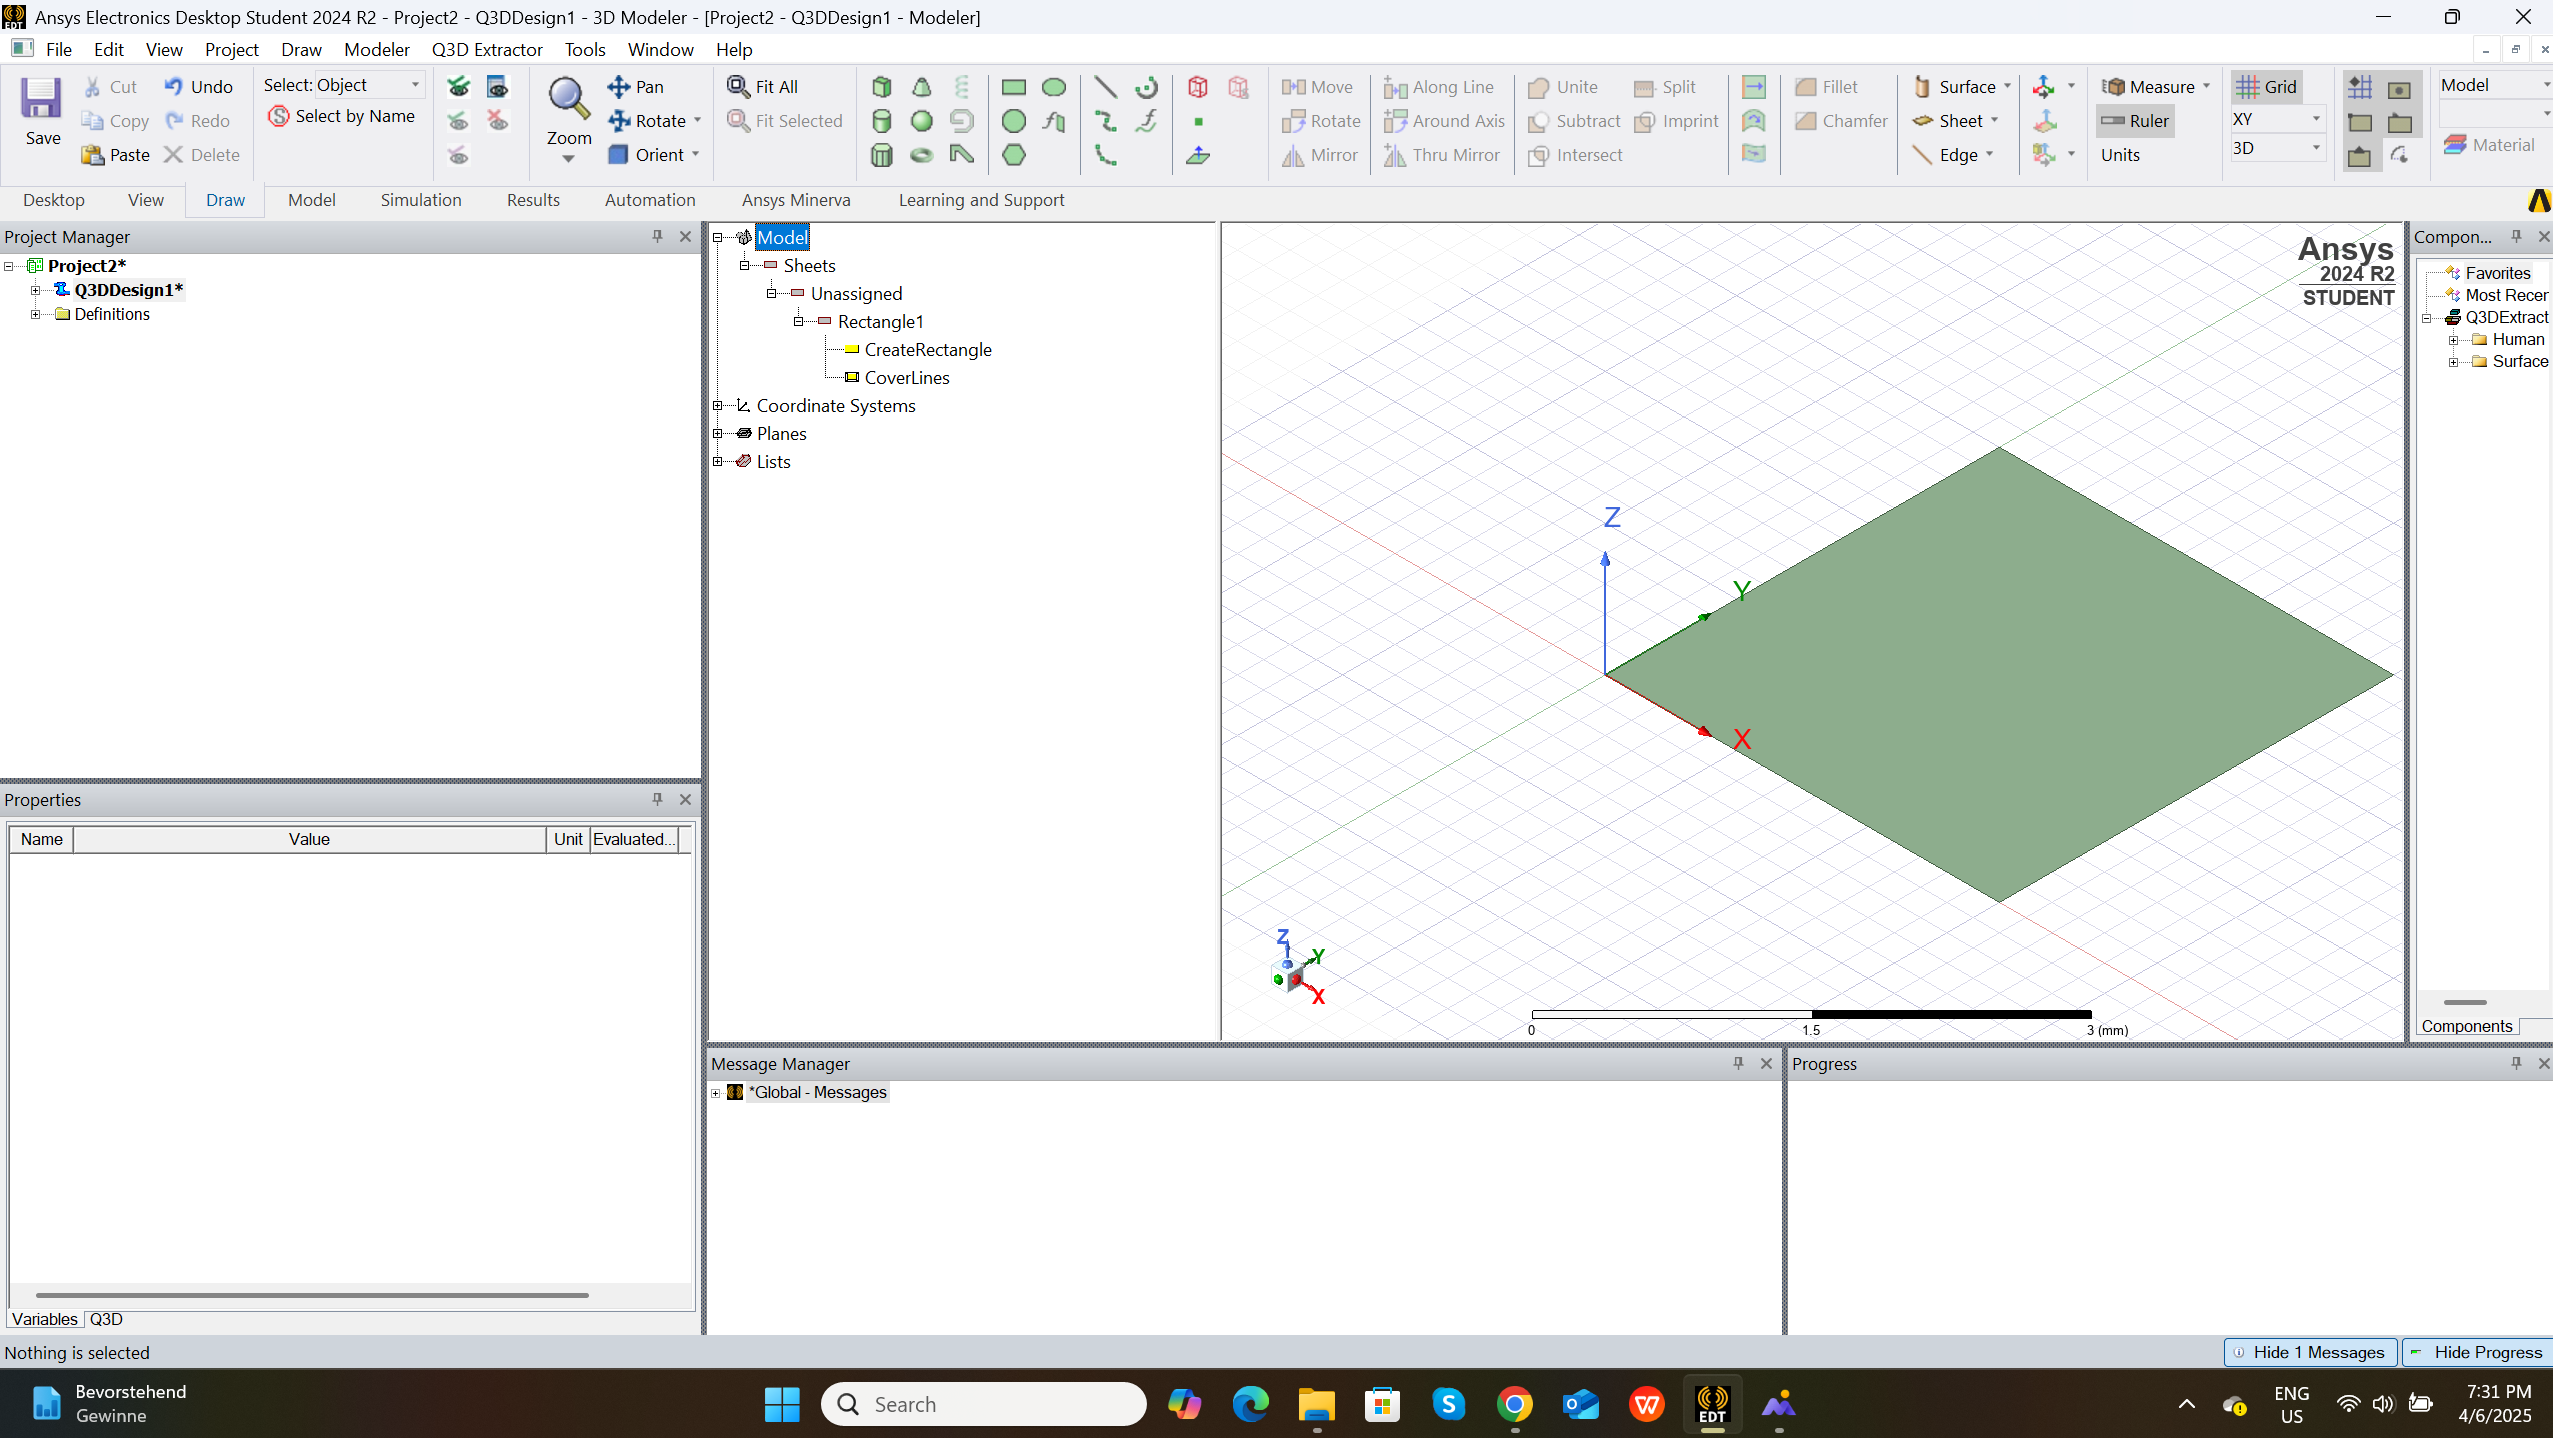 Ansys Electronics Desktop Student 2024 R2 - Project2 - Q3DDesign1 - 3D Modeler - [Project2 - Q3DDesign1 - Modeler]
File Edit View Project Draw Modeler Q3D Extractor Tools Window Help
Save
Cut
Copy
Paste
Undo
Redo
Delete
Select: Object
Select by Name
Zoom
Pan
Rotate
Orient
Fit All
Fit Selected
Move
Rotate
Mirror
Along Line
Around Axis
Thru Mirror
Unite
Subtract
Intersect
Split
Imprint
Fillet
Chamfer
Surface
Sheet
Edge
Measure
Ruler
Units
Grid
XY
3D
Model
Material
Desktop View Draw Model Simulation Results Automation Ansys Minerva Learning and Support
Project Manager
Project2*
Q3DDesign1*
Definitions
Properties
Name Value Unit Evaluated...
Variables Q3D
Model
Sheets
Unassigned
Rectangle1
CreateRectangle
CoverLines
Coordinate Systems
Planes
Lists
Ansys
2024 R2
STUDENT
Z
Y
X
Z
Y
X
0 1.5 3 (mm)
Compon...
Favorites
Most Recer
Q3DExtract
Human
Surface
Components
Message Manager
*Global - Messages
Progress
Nothing is selected
Hide 1 Messages
Hide Progress
Bevorstehend
Gewinne
Search
EDT
ENG
US
7:31 PM
4/6/2025